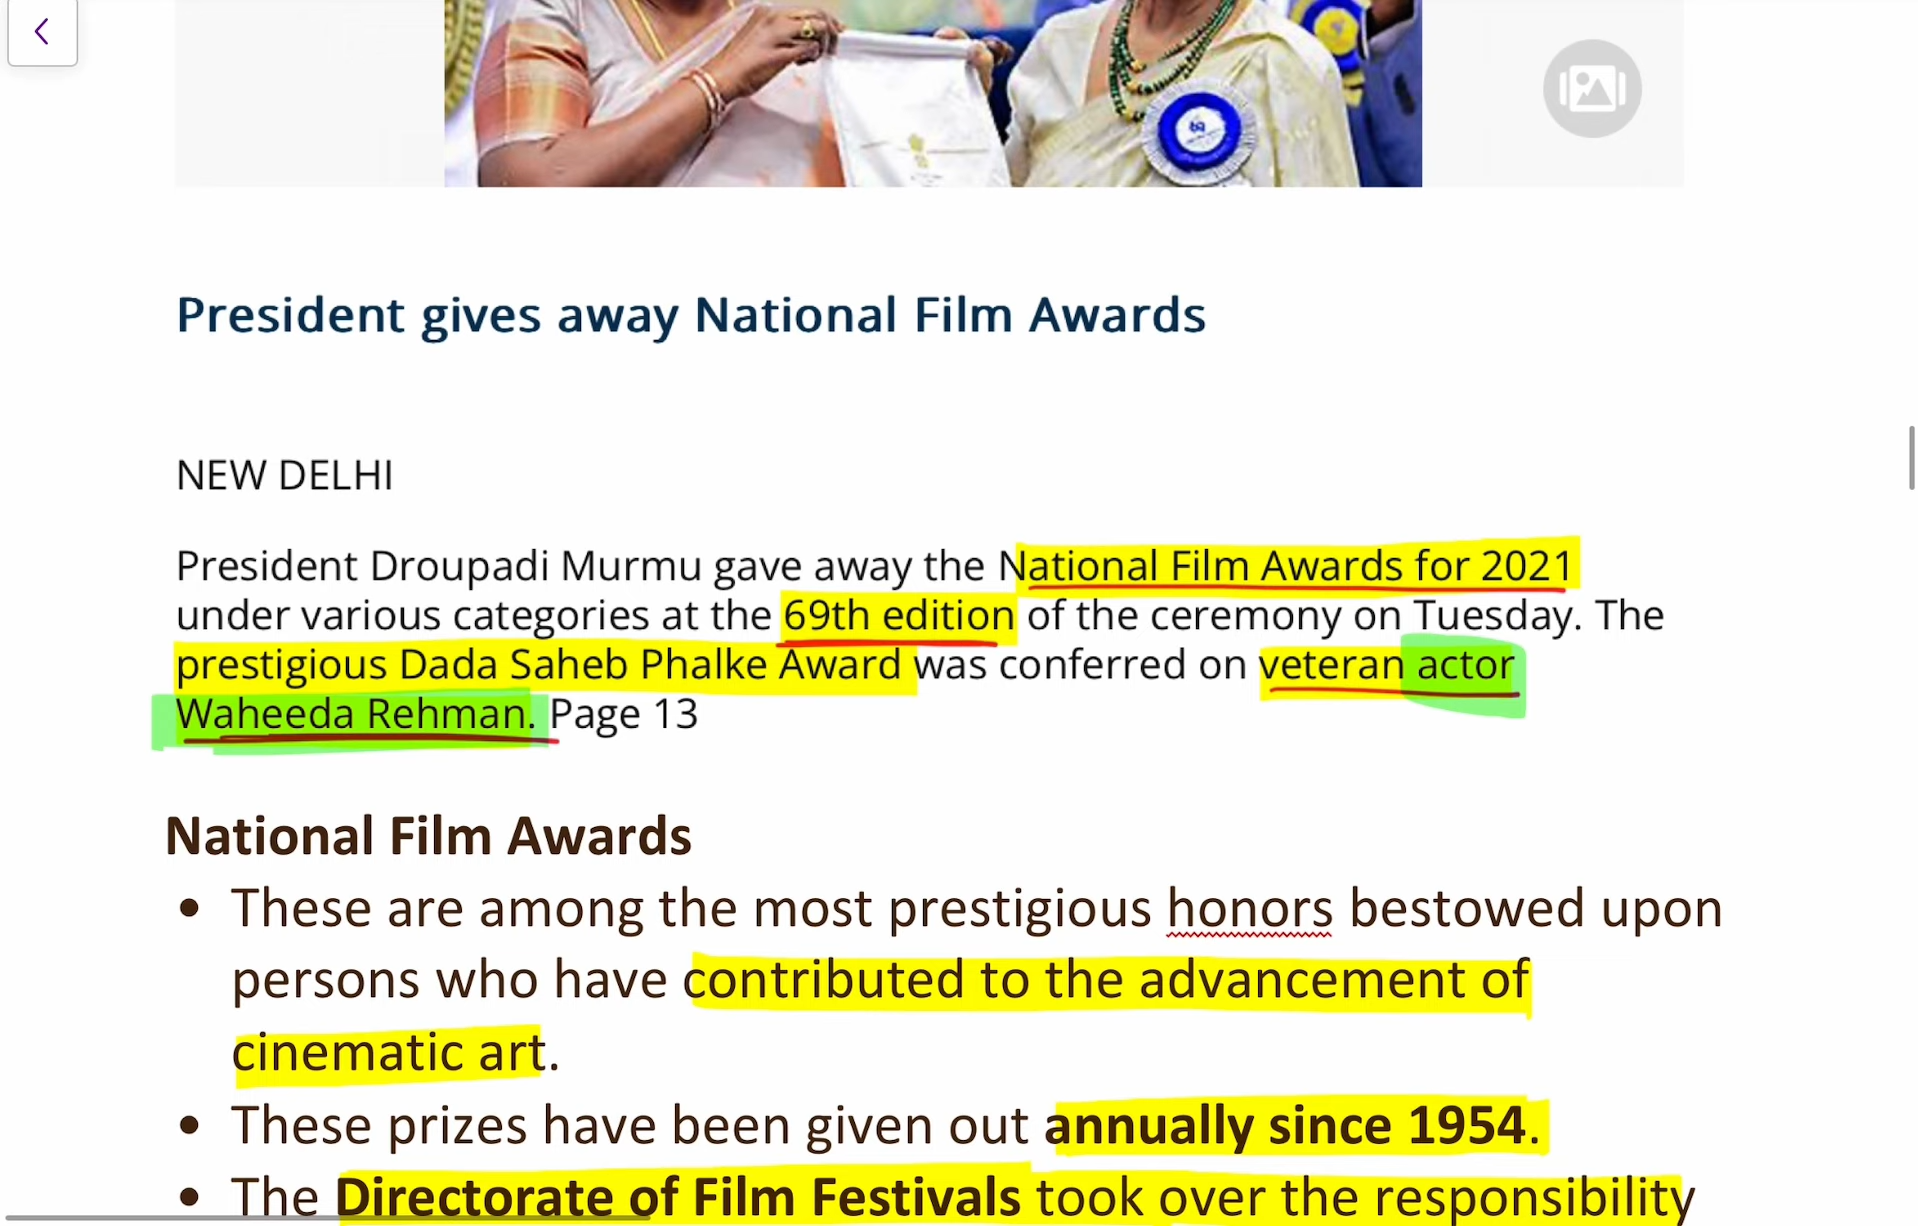 President gives away National Film Awards
NEW DELHI
President Droupadi Murmu gave away the National Film Awards for 2021
under various categories at the 69th edition of the ceremony on Tuesday. The
prestigious Dada Saheb Phalke Award was conferred on veteran actor
Waheeda Rehman. Page 13
National Film Awards
• These are among the most prestigious honors bestowed upon
persons who have contributed to the advancement of
cinematic art.
• These prizes have been given out annually since 1954.
• The Directorate of Film Festivals took over the responsibility